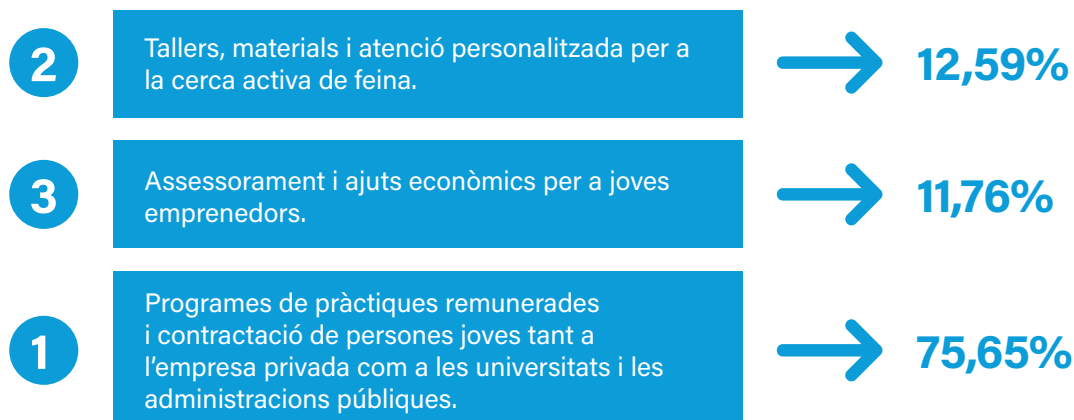 2
Tallers, materials i atenció personalitzada per a
la cerca activa de feina.
12,59%
3
Assessorament i ajuts econòmics per a joves
emprenedors.
11,76%
1
Programes de pràctiques remunerades
i contractació de persones joves tant a
l’empresa privada com a les universitats i les
administracions públiques.
75,65%